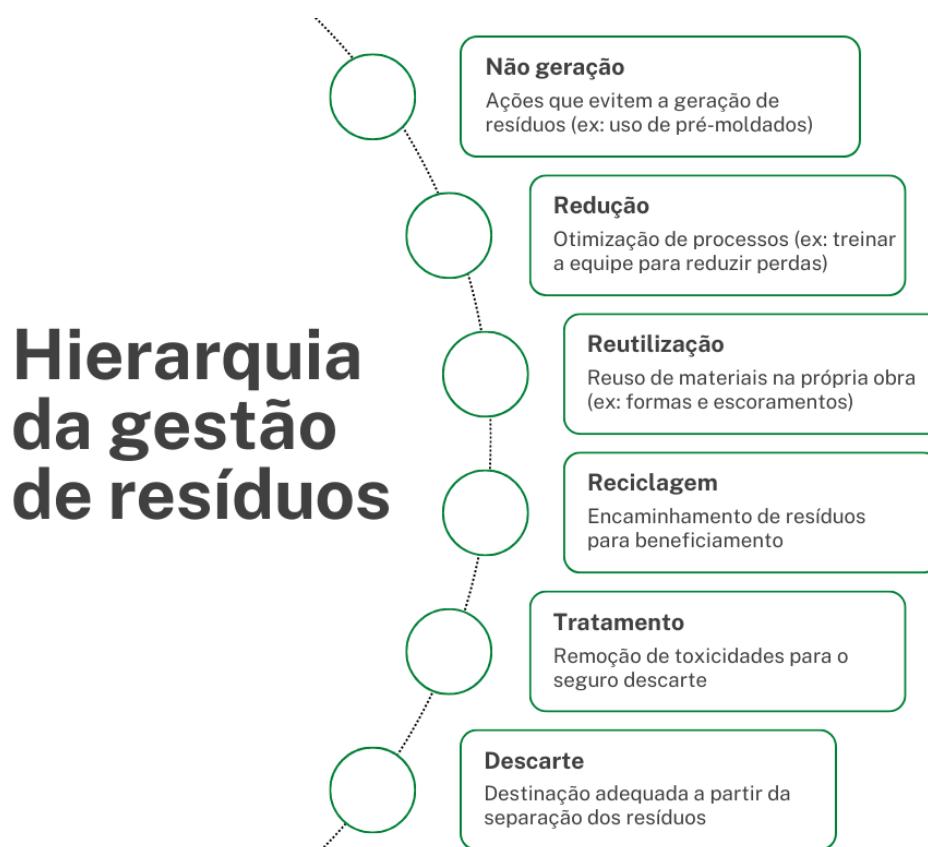 Hierarquia
da gestão
de resíduos
Não geração
Ações que evitem a geração de
resíduos (ex: uso de pré-moldados)
Redução
Otimização de processos (ex: treinar
a equipe para reduzir perdas)
Reutilização
Reuso de materiais na própria obra
(ex: formas e escoramentos)
Reciclagem
Encaminhamento de resíduos
para beneficiamento
Tratamento
Remoção de toxicidades para o
seguro descarte
Descarte
Destinação adequada a partir da
separação dos resíduos